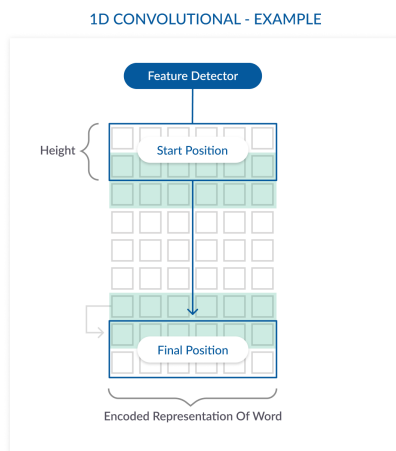 1D CONVOLUTIONAL - EXAMPLE
Feature Detector
Height
Start Position
Final Position
Encoded Representation Of Word